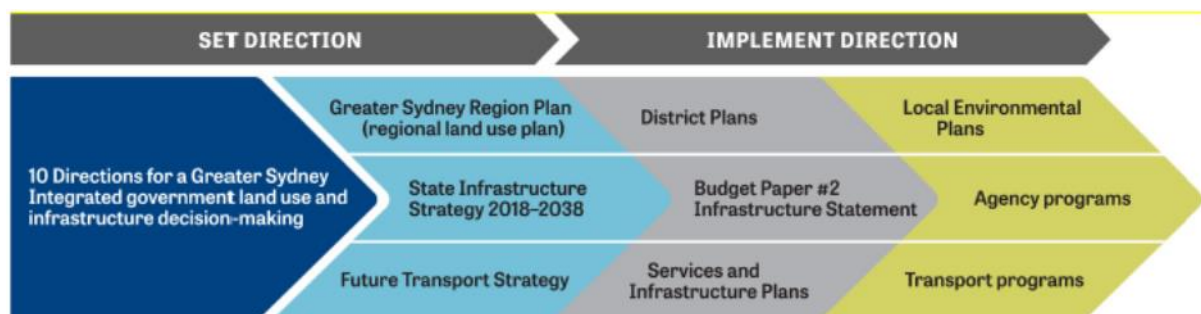 SET DIRECTION
IMPLEMENT DIRECTION
10 Directions for a Greater Sydney
Integrated government land use and
infrastructure decision-making
Greater Sydney Region Plan
(regional land use plan)
District Plans
Local Environmental
Plans
State Infrastructure
Strategy 2018–2038
Budget Paper #2
Infrastructure Statement
Agency programs
Future Transport Strategy
Services and
Infrastructure Plans
Transport programs